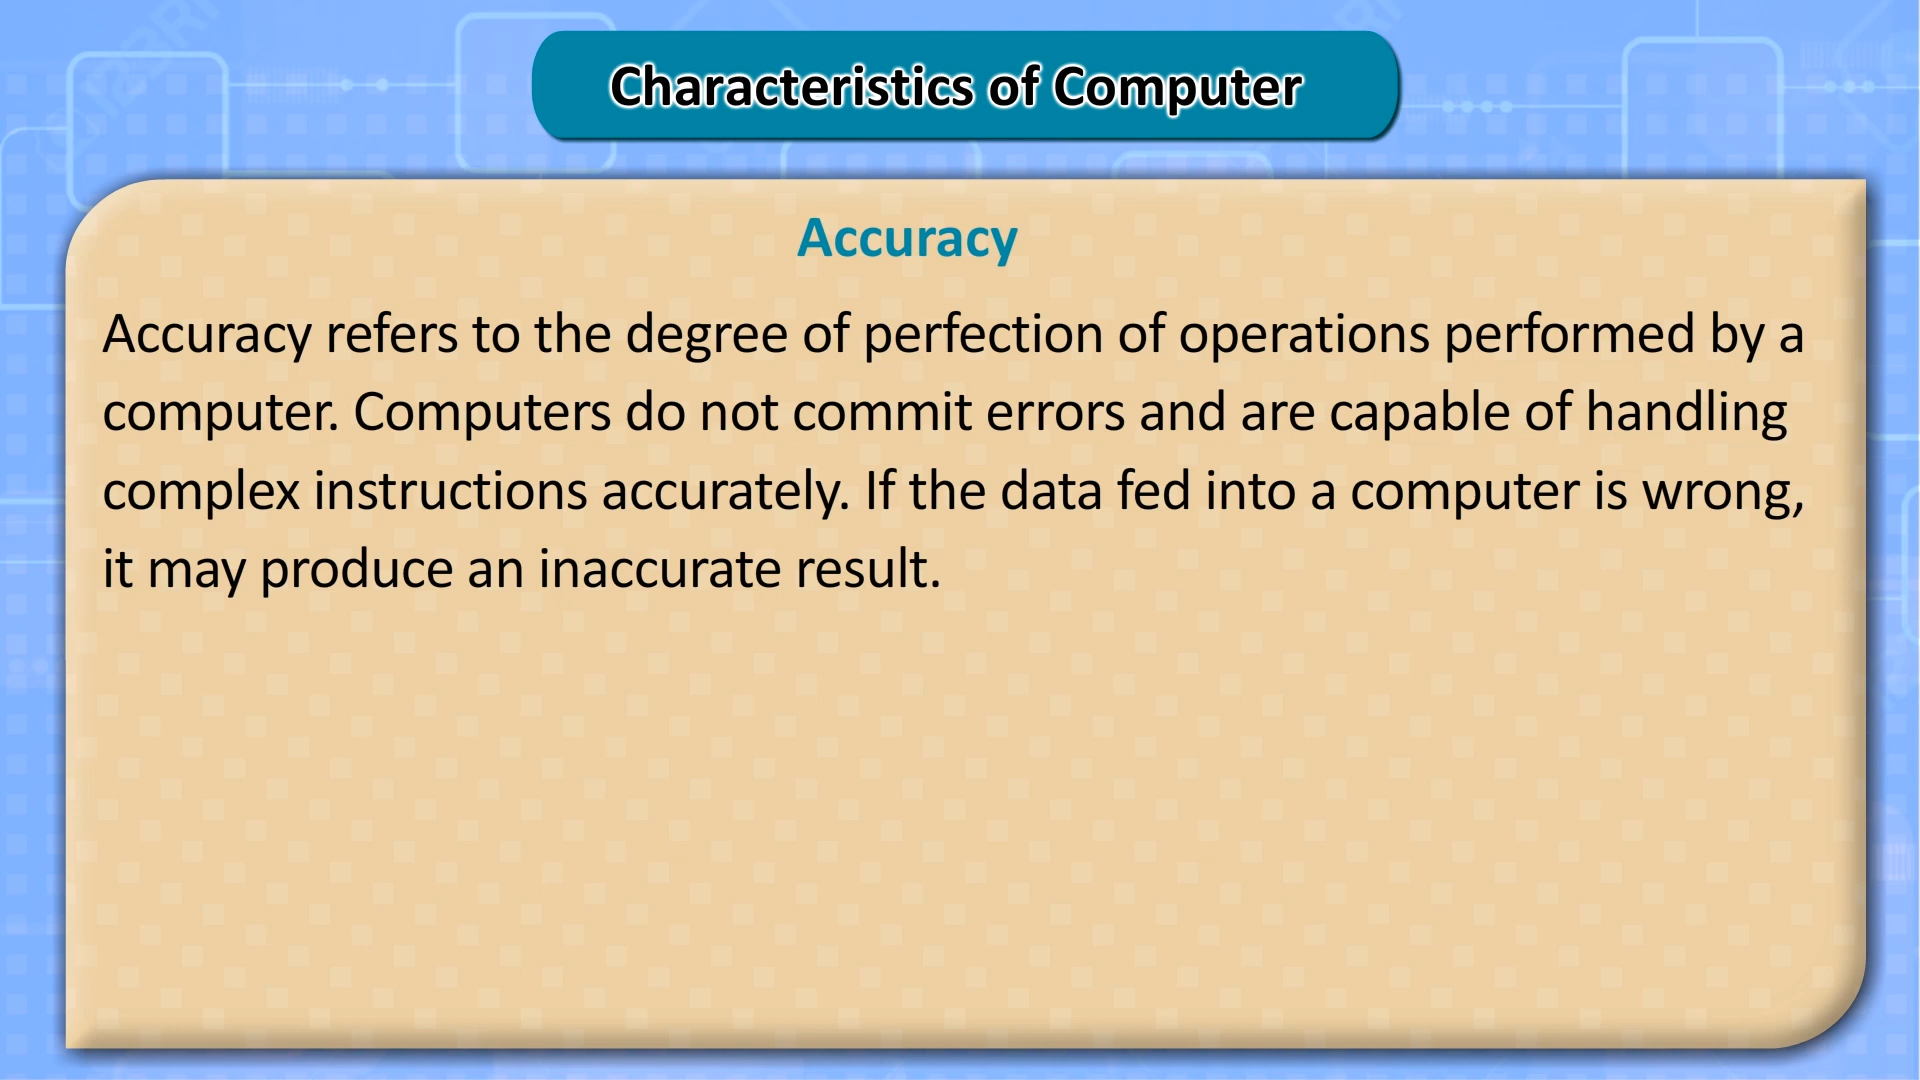 Characteristics of Computer
Accuracy
Accuracy refers to the degree of perfection of operations performed by a
computer. Computers do not commit errors and are capable of handling
complex instructions accurately. If the data fed into a computer is wrong,
it may produce an inaccurate result.